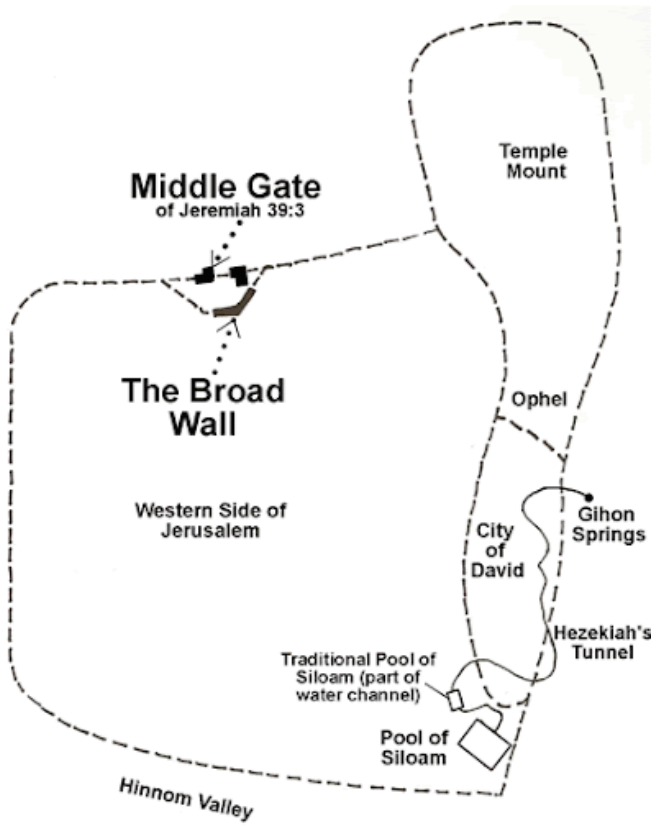 Temple
Mount
Middle Gate
of Jeremiah 39:3
The Broad
Wall
Ophel
Western Side of
Jerusalem
Gihon
Springs
City
of
David
Hezekiah's
Tunnel
Traditional Pool of
Siloam (part of
water channel)
Pool of
Siloam
Hinnom Valley